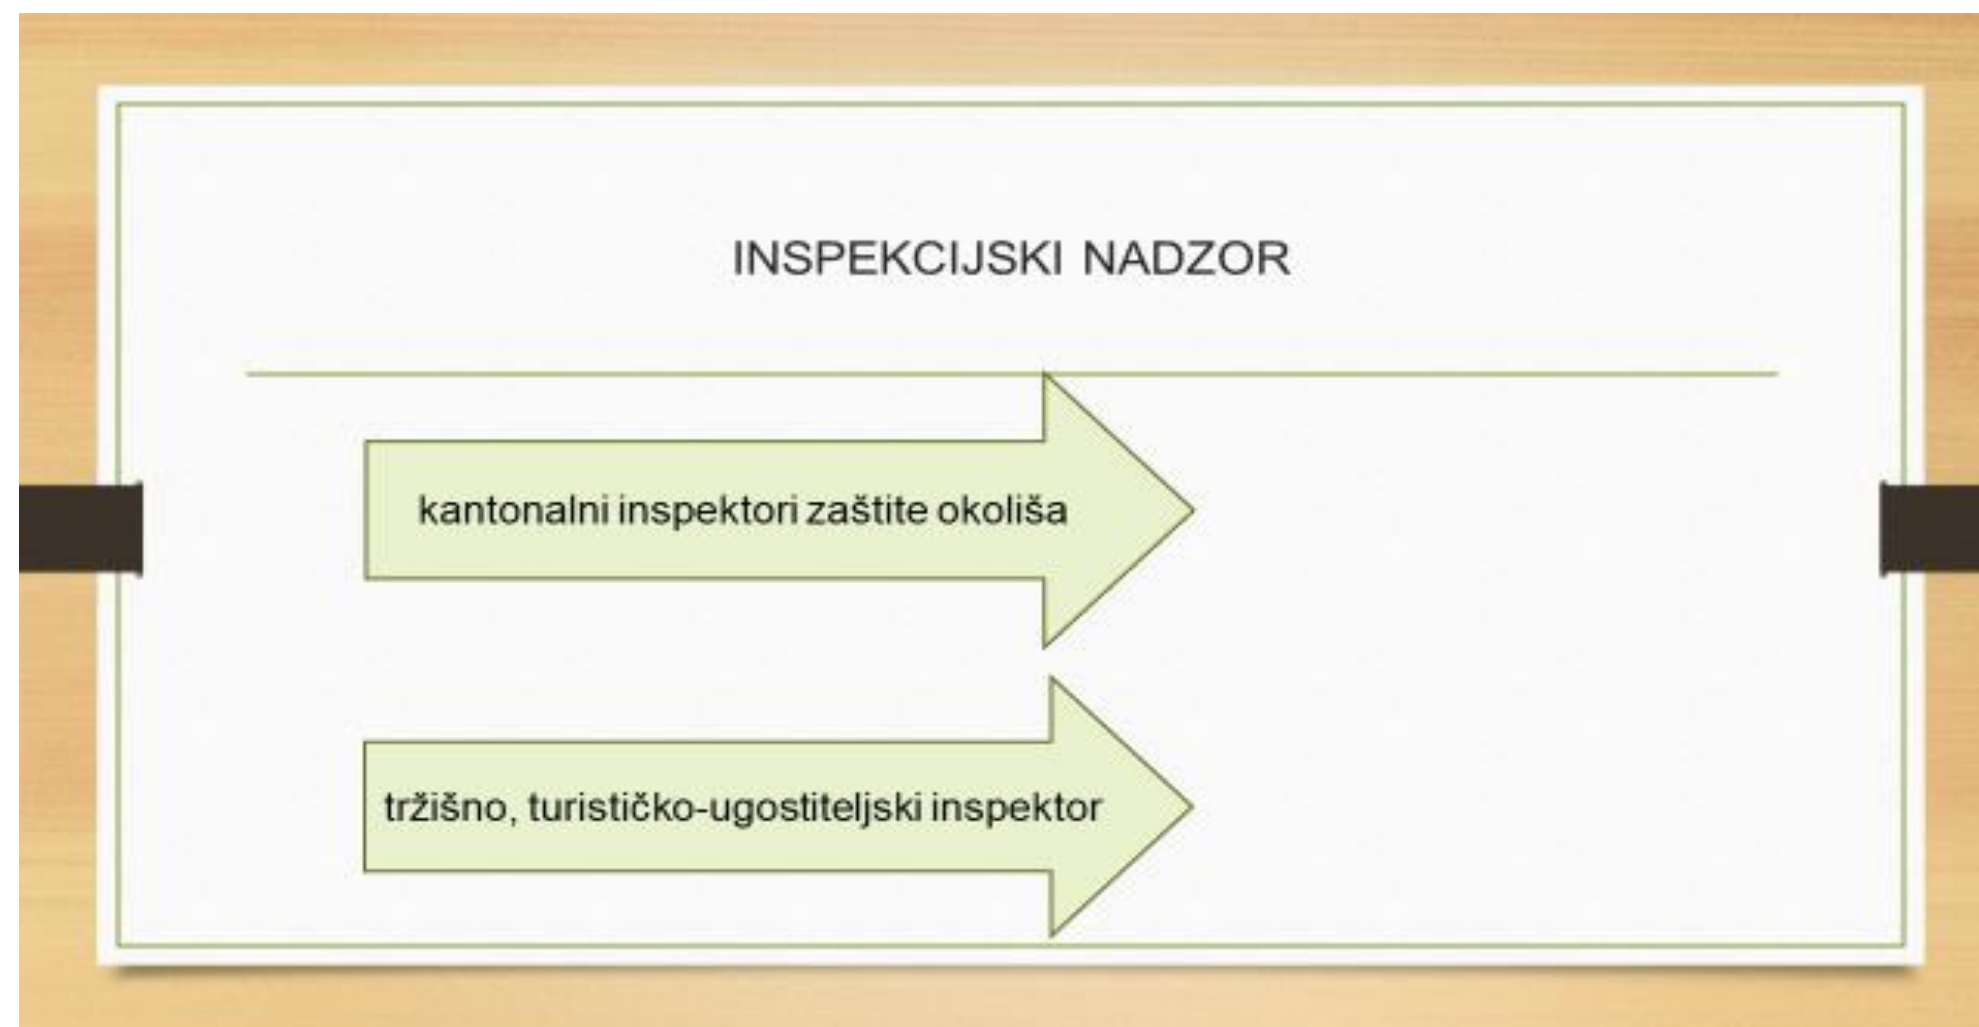 INSPEKCIJSKI NADZOR
kantonalni inspektori zaštite okoliša
tržišno, turističko-ugostiteljski inspektor